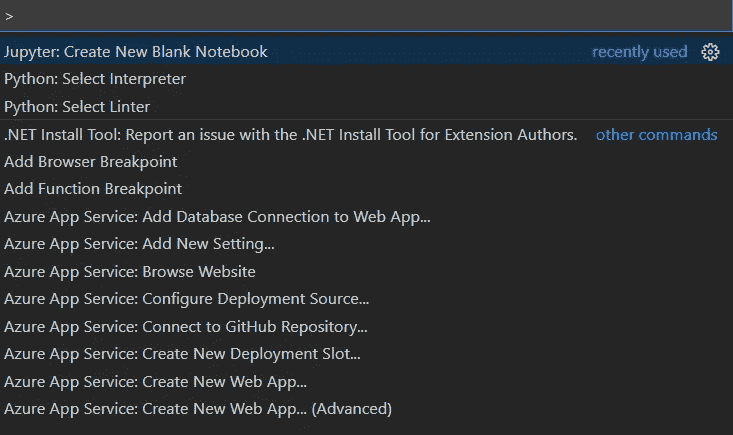 >
Jupyter: Create New Blank Notebook recently used
Python: Select Interpreter
Python: Select Linter
.NET Install Tool: Report an issue with the .NET Install Tool for Extension Authors. other commands
Add Browser Breakpoint
Add Function Breakpoint
Azure App Service: Add Database Connection to Web App...
Azure App Service: Add New Setting...
Azure App Service: Browse Website
Azure App Service: Configure Deployment Source...
Azure App Service: Connect to GitHub Repository...
Azure App Service: Create New Deployment Slot...
Azure App Service: Create New Web App...
Azure App Service: Create New Web App... (Advanced)